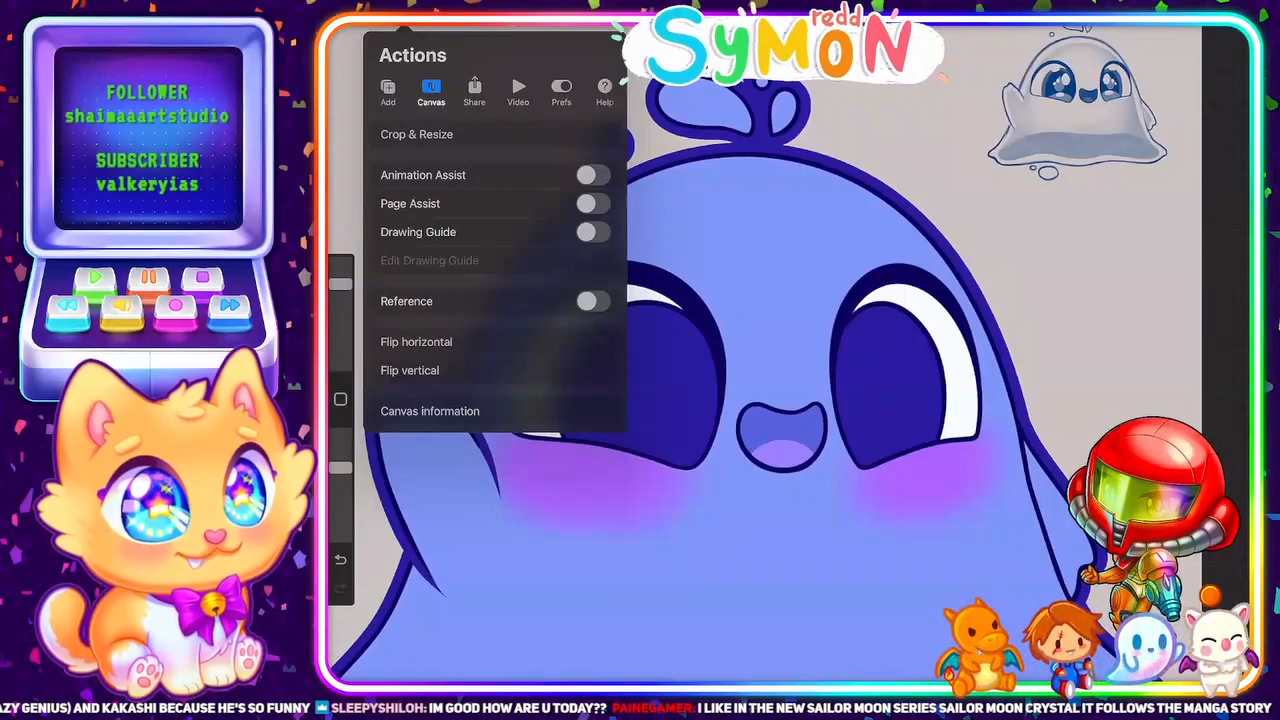 redd
SYMON
FOLLOWER
shaimaaartstudio
SUBSCRIBER
valkeryias
Actions
Add Canvas Share Video Prefs Help
Crop & Resize
Animation Assist
Page Assist
Drawing Guide
Edit Drawing Guide
Reference
Flip horizontal
Flip vertical
Canvas information
AZY GENIUS) AND KAKASHI BECAUSE HE'S SO FUNNY SLEEPYSHILOH: IM GOOD HOW ARE U TODAY?? PAINEGAMER: I LIKE IN THE NEW SAILOR MOON SERIES SAILOR MOON CRYSTAL IT FOLLOWS THE MANGA STORY